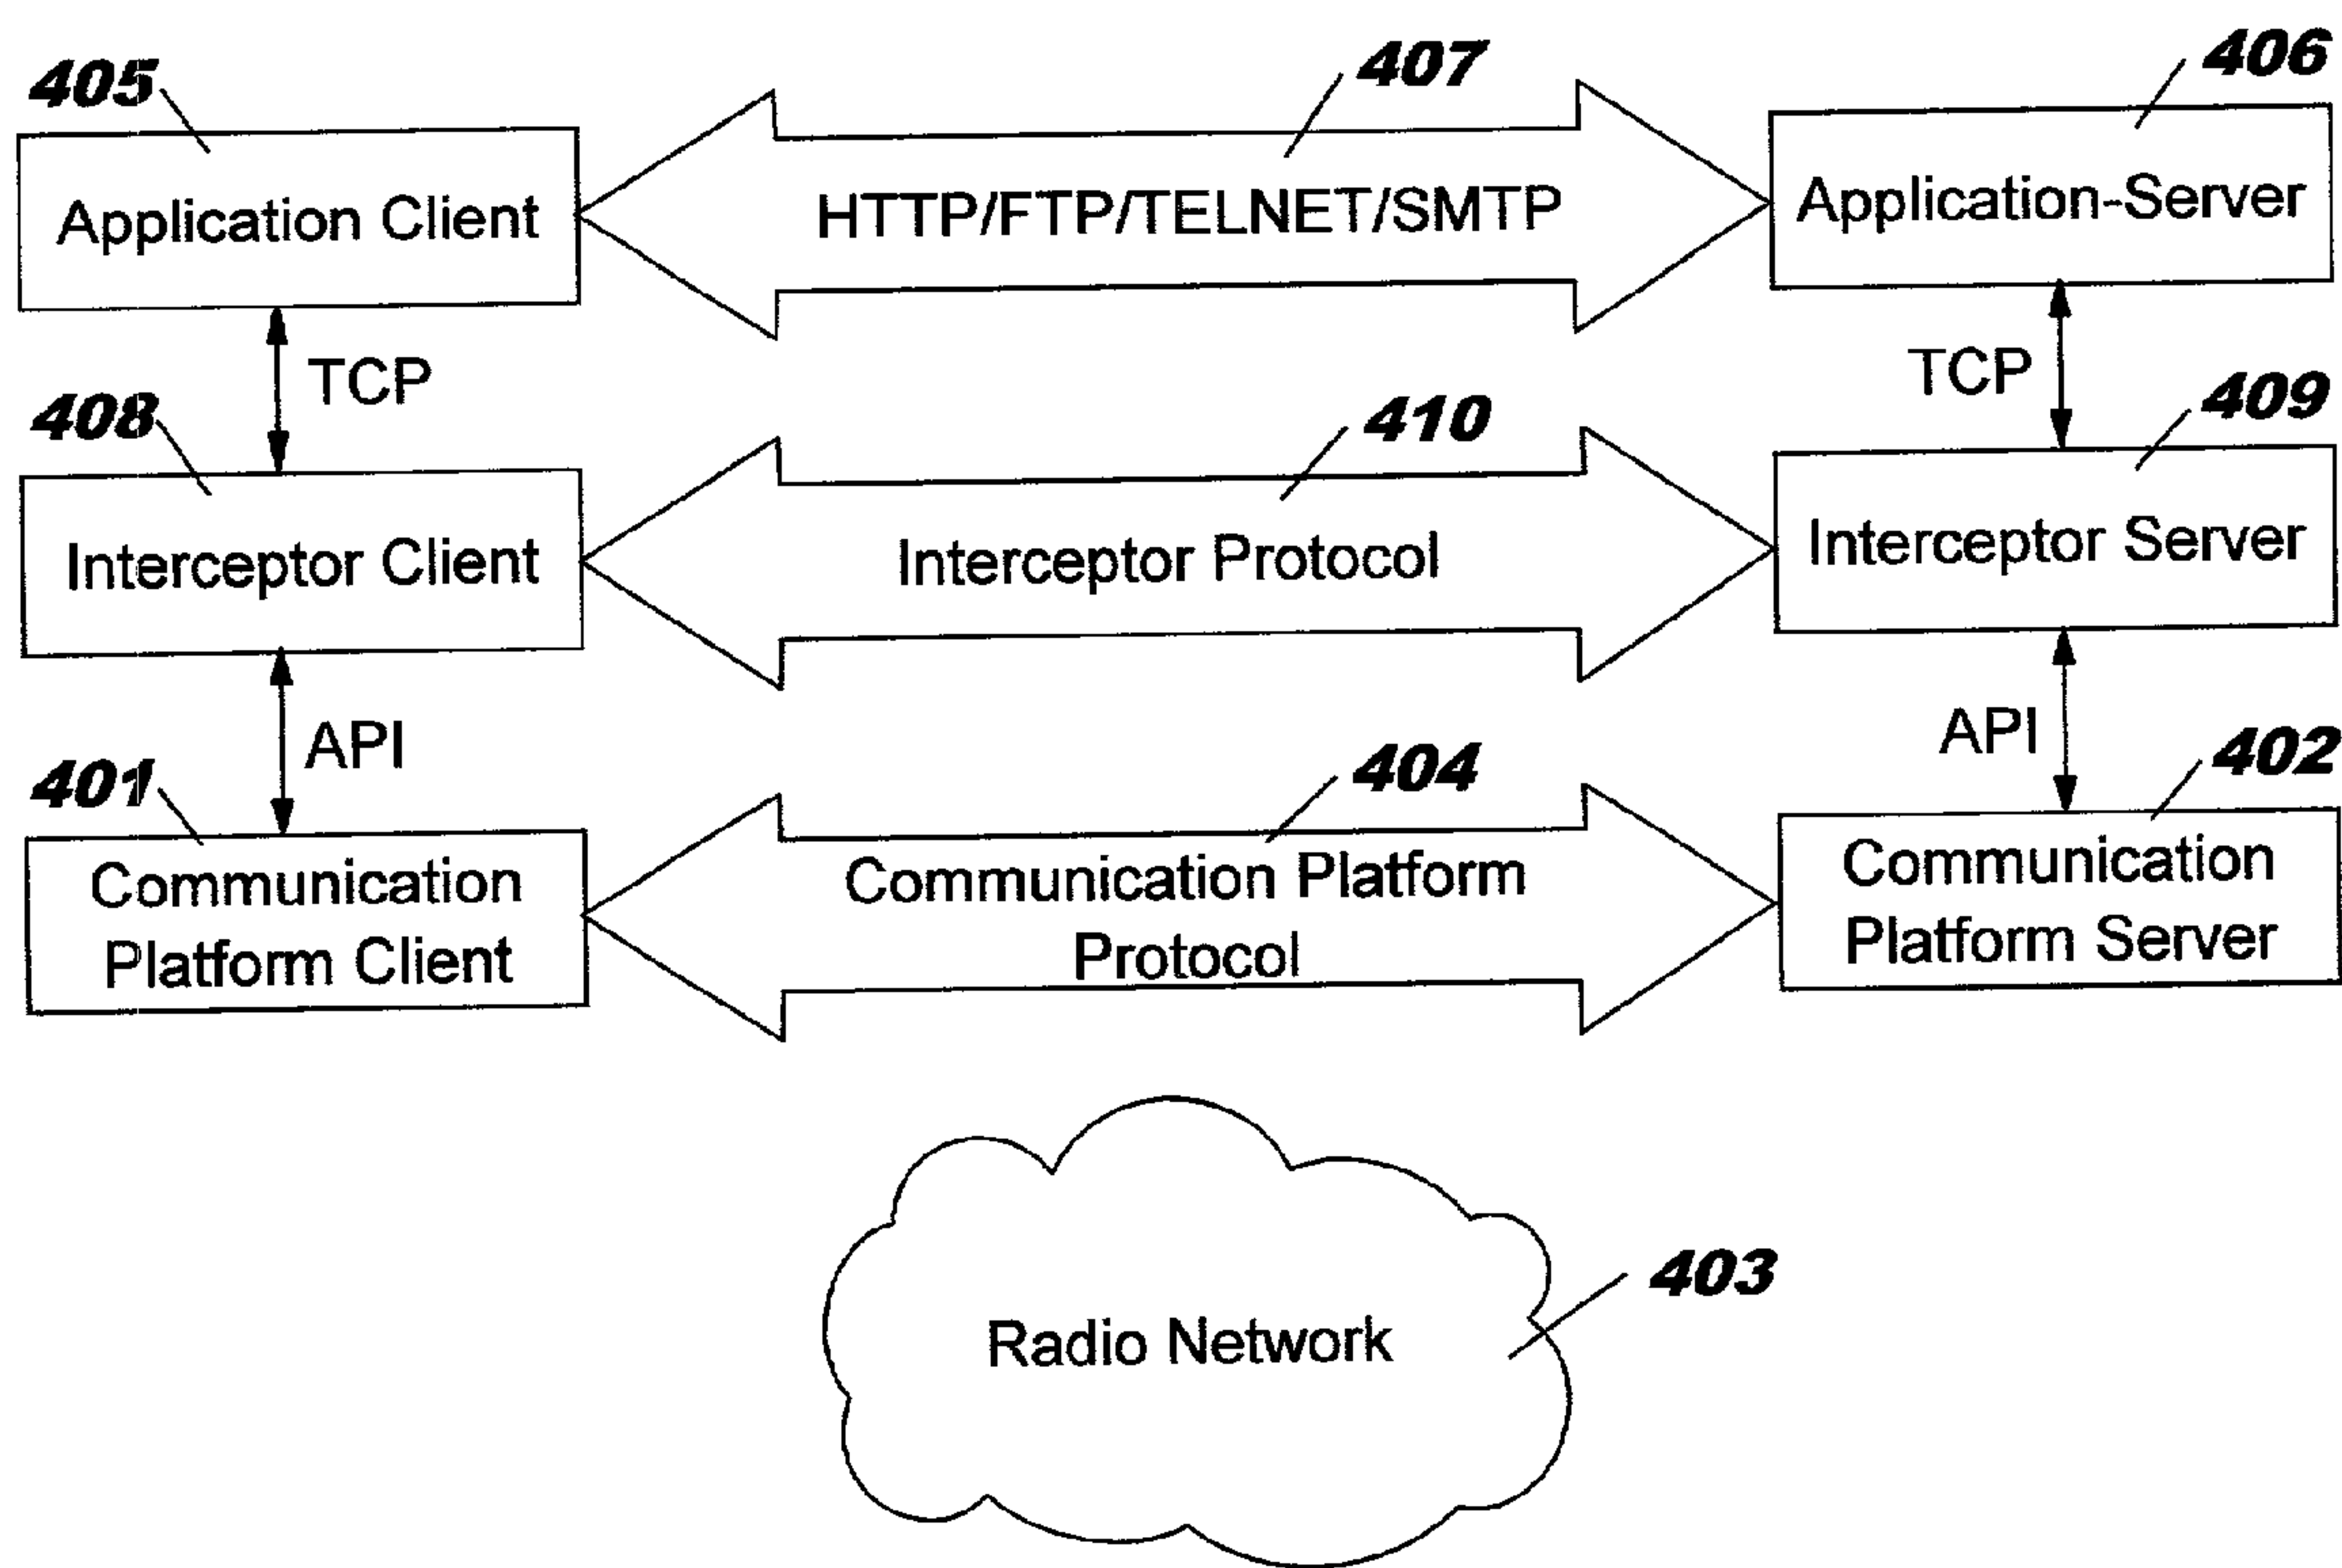 405
407
406
Application Client
HTTP/FTP/TELNET/SMTP
Application-Server
TCP
TCP
408
410
409
Interceptor Client
Interceptor Protocol
Interceptor Server
API
API
401
404
402
Communication
Platform Client
Communication Platform
Protocol
Communication
Platform Server
Radio Network
403